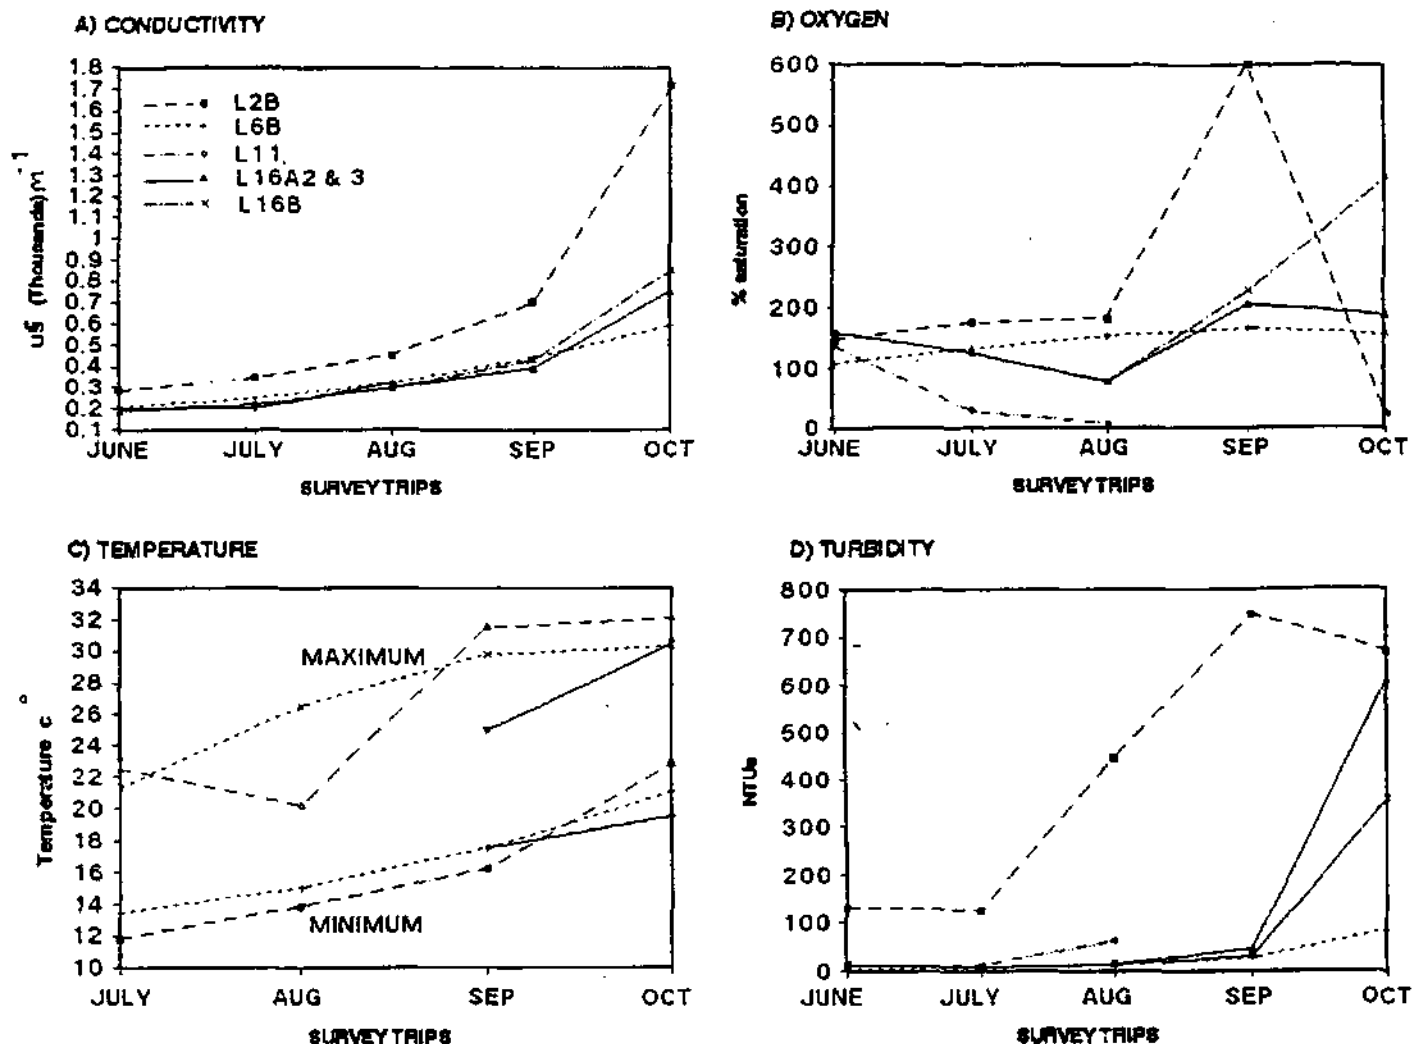 A) CONDUCTIVITY
1.8
1.7
1.6
1.5
1.4
1.3
1.2
1.1
1
0.9
0.8
0.7
0.6
0.5
0.4
0.3
0.2
0.1
uS (Thousands) m -1
L2B
L6B
L11
L16A2 & 3
L16B
JUNE JULY AUG SEP OCT
SURVEY TRIPS
B) OXYGEN
600
500
400
300
200
100
0
% saturation
JUNE JULY AUG SEP OCT
SURVEY TRIPS
C) TEMPERATURE
34
32
30
28
26
24
22
20
18
16
14
12
10
Temperature c°
MAXIMUM
MINIMUM
JULY AUG SEP OCT
SURVEY TRIPS
D) TURBIDITY
800
700
600
500
400
300
200
100
0
NTUs
JUNE JULY AUG SEP OCT
SURVEY TRIPS